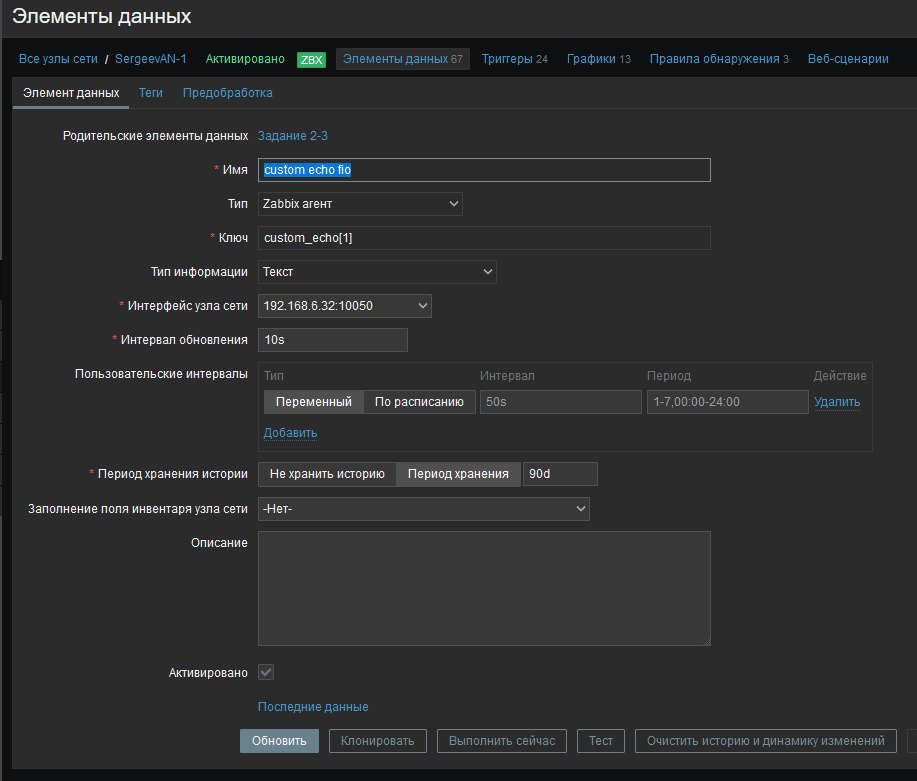 Элементы данных
Все узлы сети / SergeevAN-1 Активировано ZBX Элементы данных 67 Триггеры 24 Графики 13 Правила обнаружения 3 Веб-сценарии
Элемент данных Теги Предобработка
Родительские элементы данных Задание 2-3
* Имя custom echo fio
Тип Zabbix агент
* Ключ custom_echo[1]
Тип информации Текст
* Интерфейс узла сети 192.168.6.32:10050
* Интервал обновления 10s
Пользовательские интервалы Тип Интервал Период Действие
Переменный По расписанию 50s 1-7,00:00-24:00 Удалить
Добавить
* Период хранения истории Не хранить историю Период хранения 90d
Заполнение поля инвентаря узла сети -Нет-
Описание
Активировано
Последние данные
Обновить Клонировать Выполнить сейчас Тест Очистить историю и динамику изменений